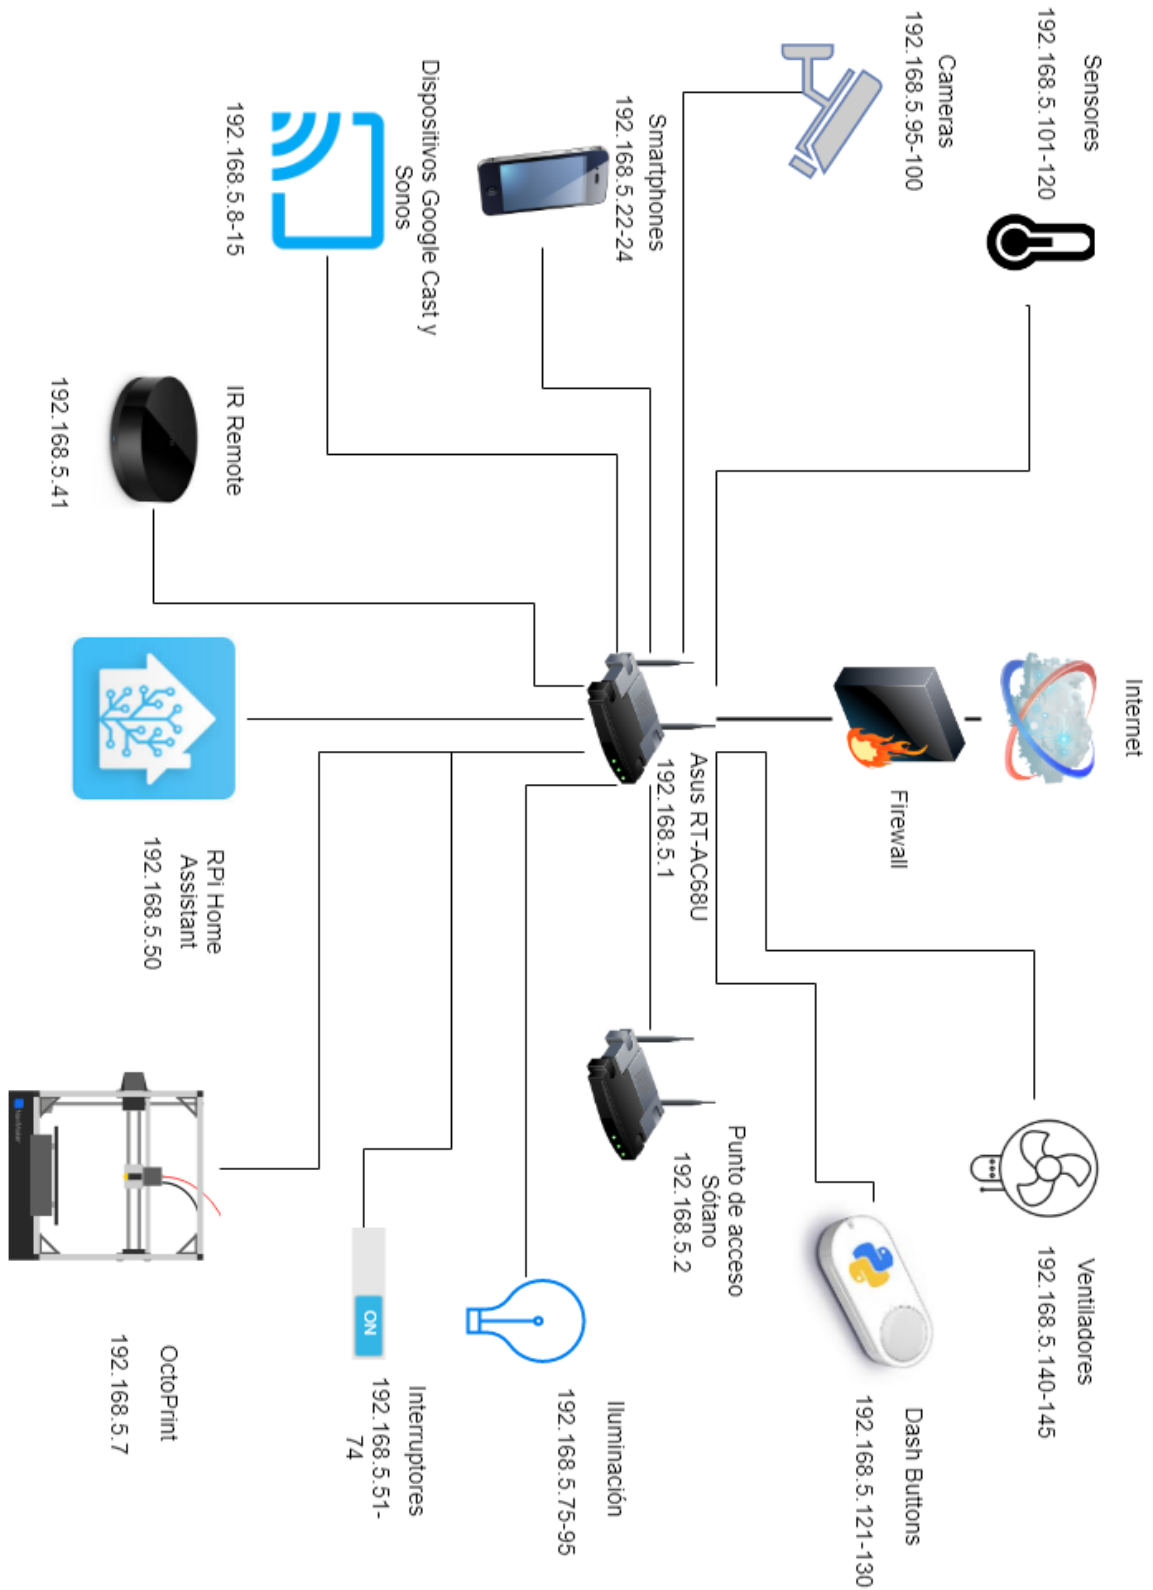 Internet
Sensores
192.168.5.101-120
Cameras
192.168.5.95-100
Smartphones
192.168.5.22-24
Dispositivos Google Cast y
Sonos
192.168.5.8-15
IR Remote
192.168.5.41
Firewall
Asus RT-AC68U
192.168.5.1
RPi Home
Assistant
192.168.5.50
Ventiladores
192.168.5.140-145
Dash Buttons
192.168.5.121-130
Punto de acceso
Sótano
192.168.5.2
Iluminación
192.168.5.75-95
ON
Interruptores
192.168.5.51-
74
OctoPrint
192.168.5.7